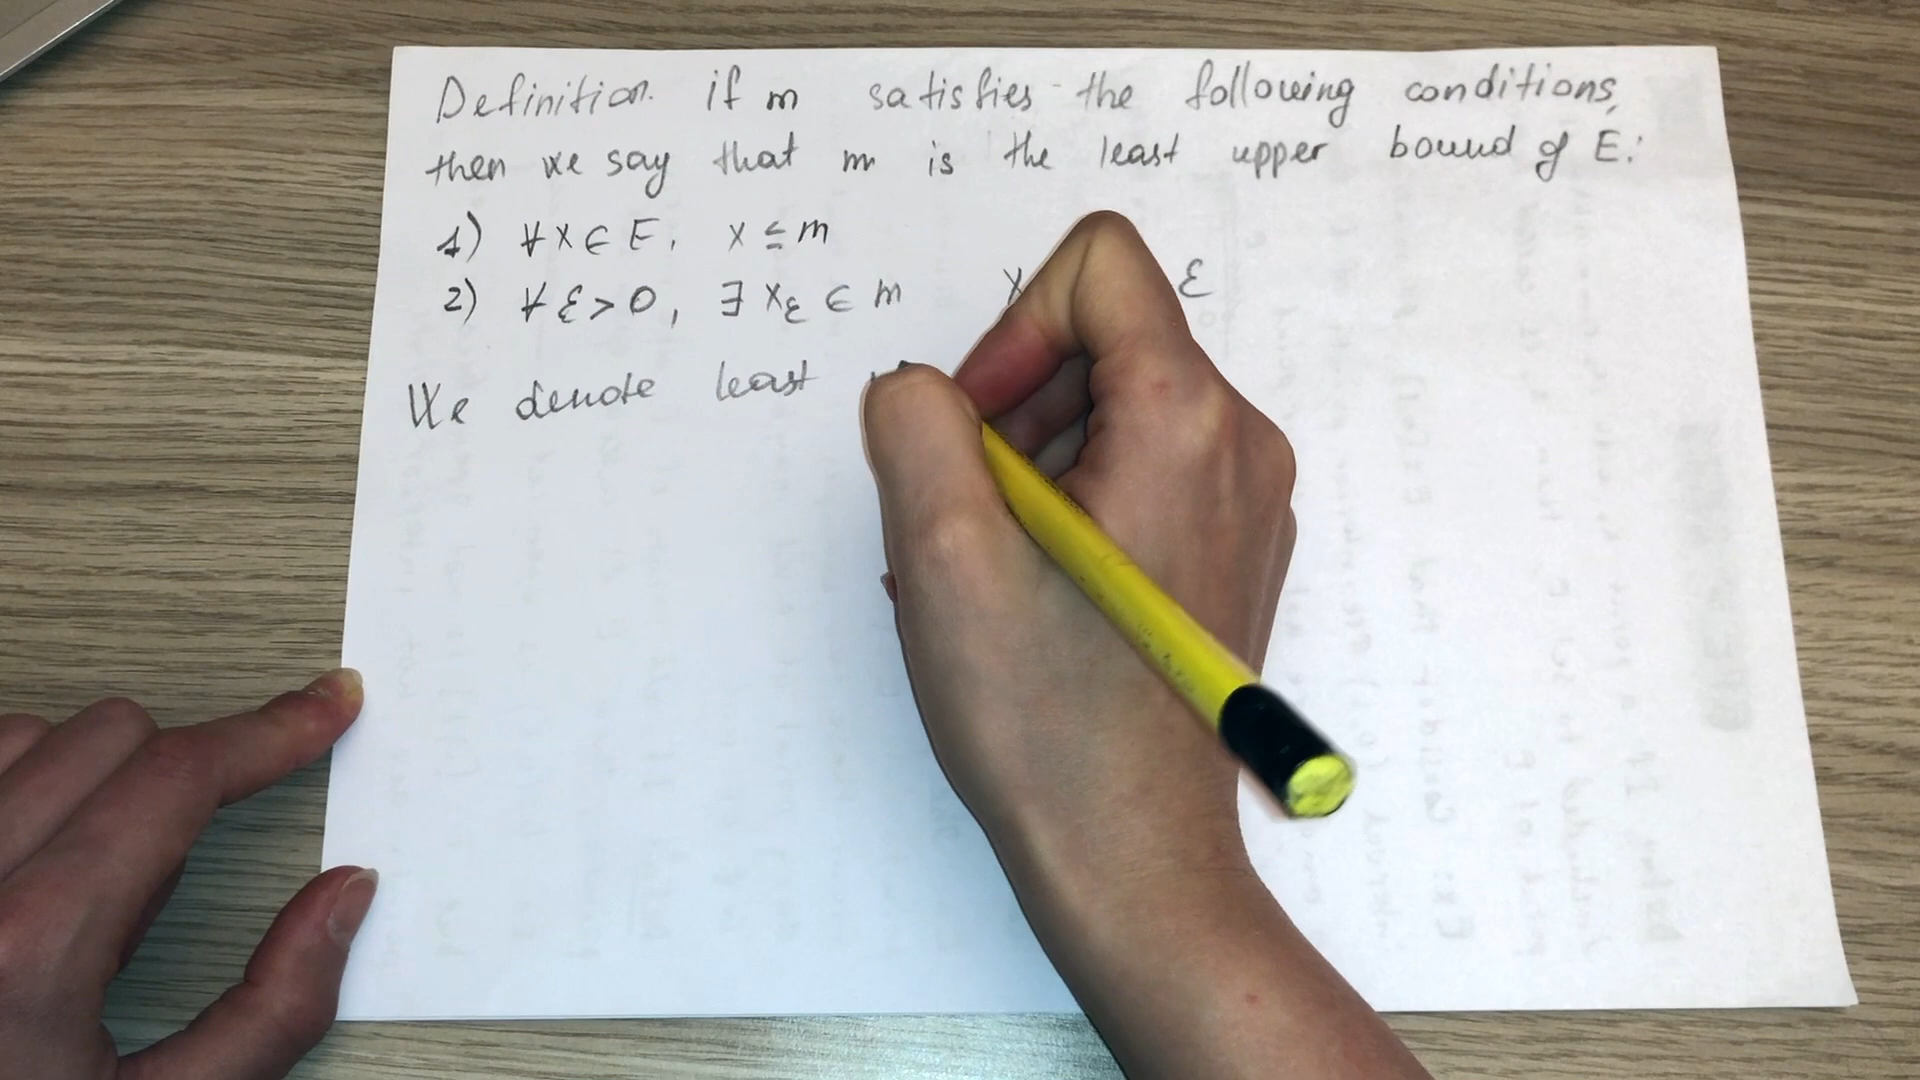 Definition. if m satisfies the following conditions,
then we say that m is the least upper bound of E:
1) ∀x∈E, x≤m
2) ∀ε>0, ∃xε∈m x ε
We denote least